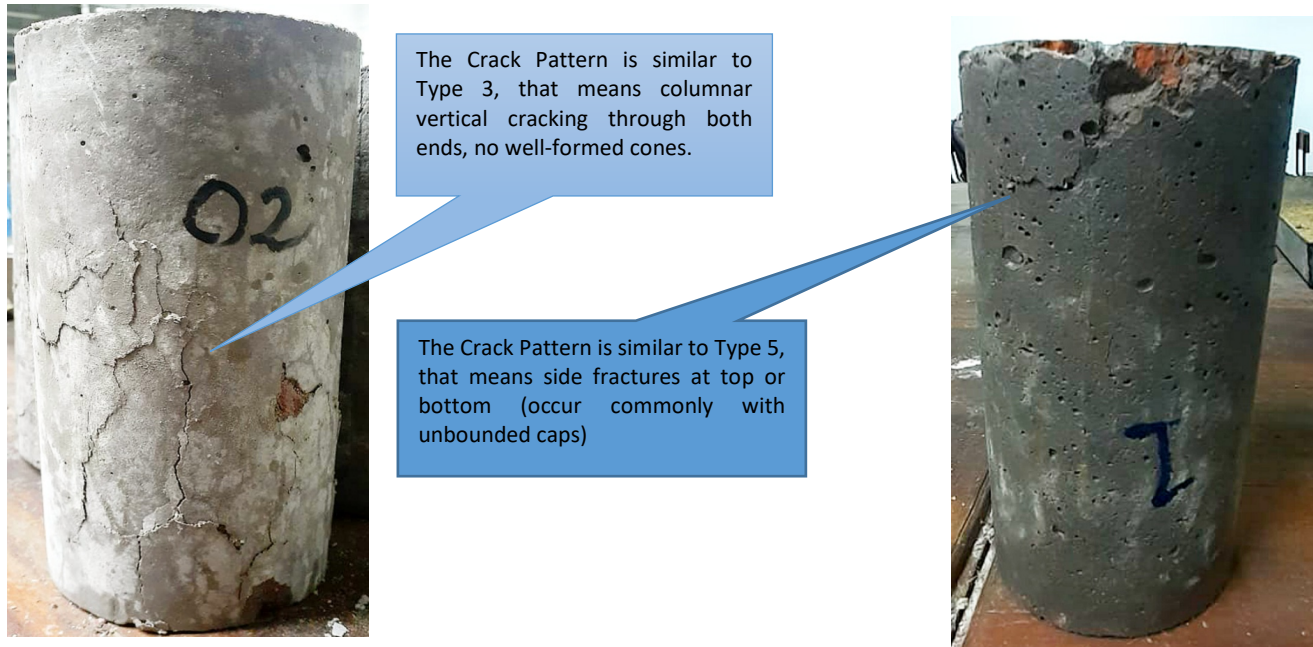 The Crack Pattern is similar to
Type 3, that means columnar
vertical cracking through both
ends, no well-formed cones.
O2
The Crack Pattern is similar to Type 5,
that means side fractures at top or
bottom (occur commonly with
unbounded caps)